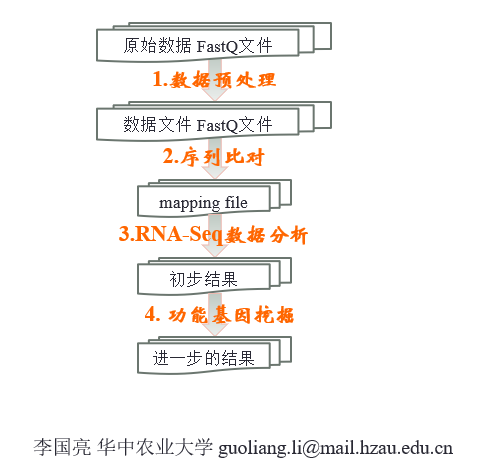 原始数据 FastQ文件
1.数据预处理
数据文件 FastQ文件
2.序列比对
mapping file
3.RNA-Seq数据分析
初步结果
4. 功能基因挖掘
进一步的结果
李国亮 华中农业大学 guoliang.li@mail.hzau.edu.cn